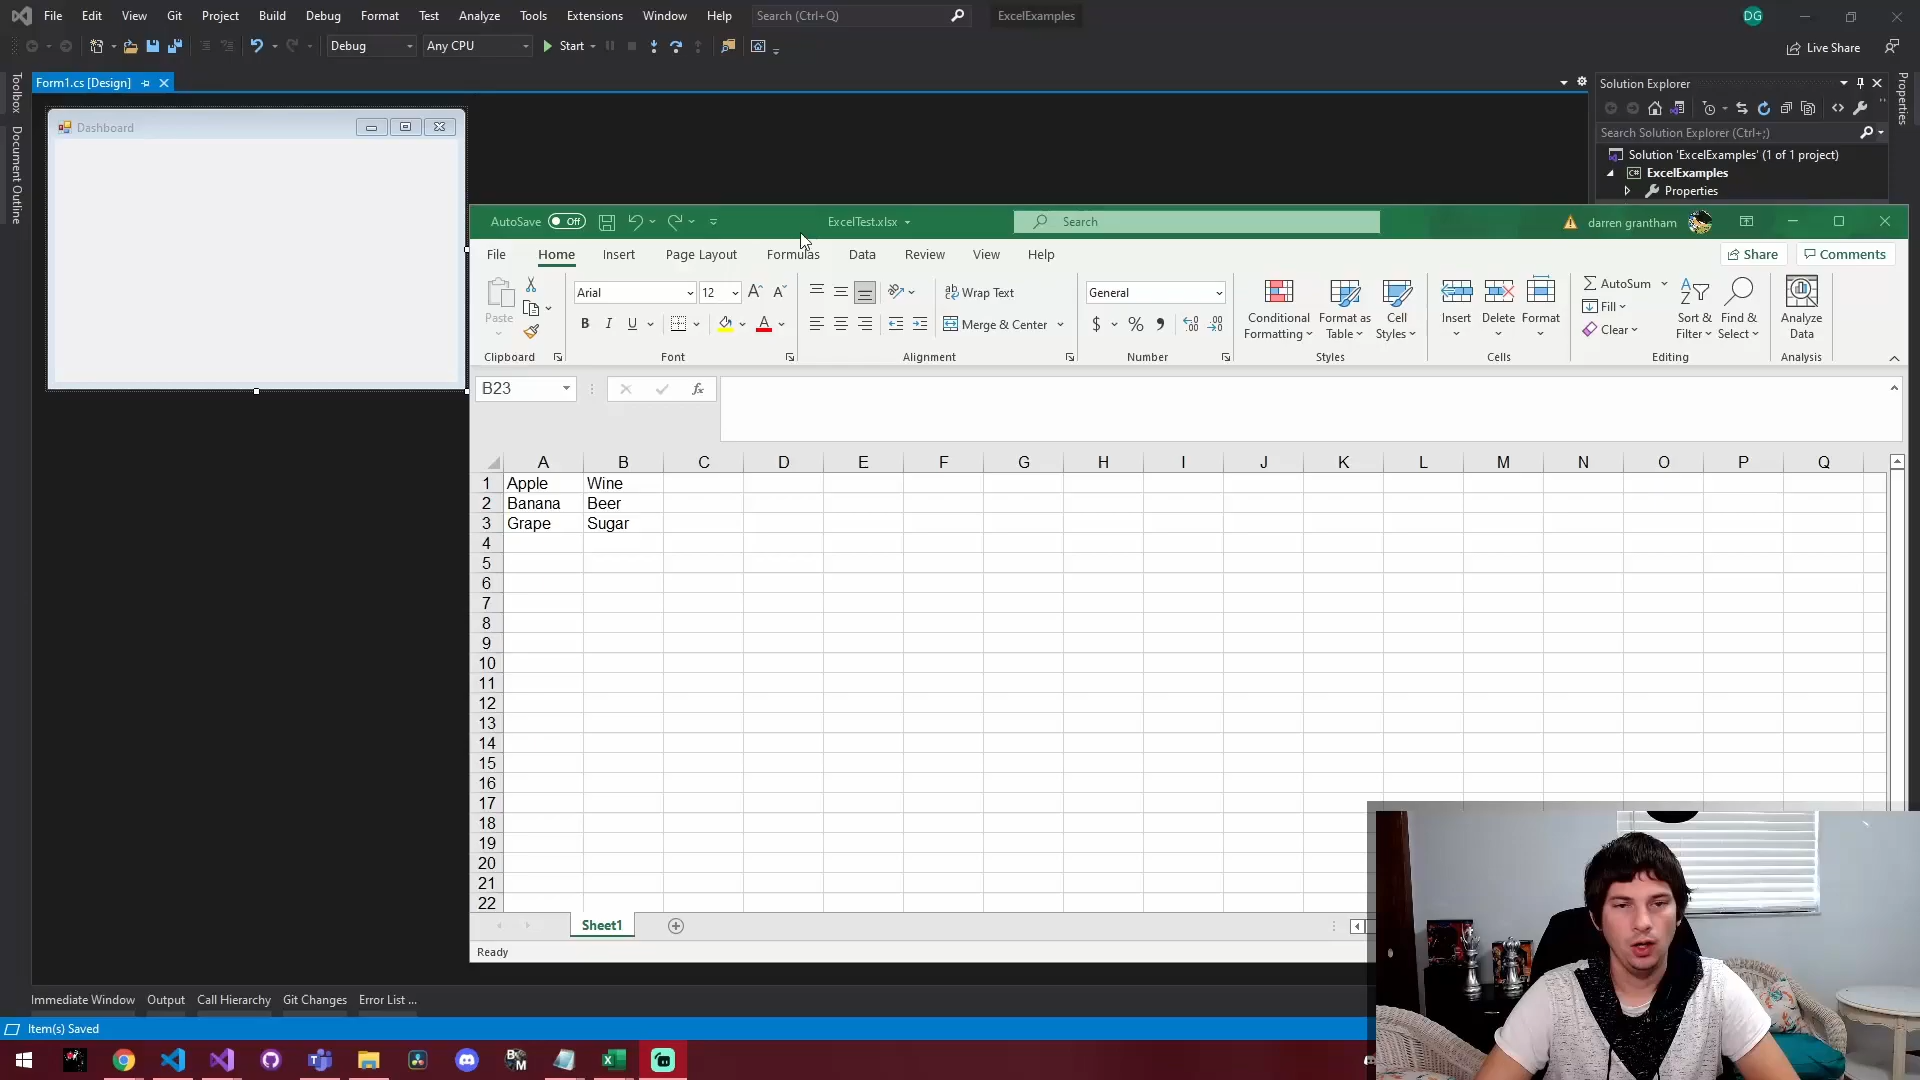 File Edit View Git Project Build Debug Format Test Analyze Tools Extensions Window Help Search (Ctrl+Q) ExcelExamples DG
Debug Any CPU Start Live Share
Form1.cs [Design]
Solution Explorer
Toolbox
Document Outline
Properties
Dashboard
Search Solution Explorer (Ctrl+;)
Solution 'ExcelExamples' (1 of 1 project)
C# ExcelExamples
Properties
AutoSave Off ExcelTest.xlsx Search darren grantham
File Home Insert Page Layout Formulas Data Review View Help Share Comments
Paste
Arial 12
B I U
ab Wrap Text
Merge & Center
General
$ %
Conditional Formatting
Format as Table
Cell Styles
Insert Delete Format
AutoSum
Fill
Clear
Sort & Filter
Find & Select
Analyze Data
Clipboard Font Alignment Number Styles Cells Editing Analysis
B23 fx
A B C D E F G H I J K L M N O P Q
1 Apple Wine
2 Banana Beer
3 Grape Sugar
4
5
6
7
8
9
10
11
12
13
14
15
16
17
18
19
20
21
22
Sheet1
Ready
Immediate Window Output Call Hierarchy Git Changes Error List ...
Item(s) Saved